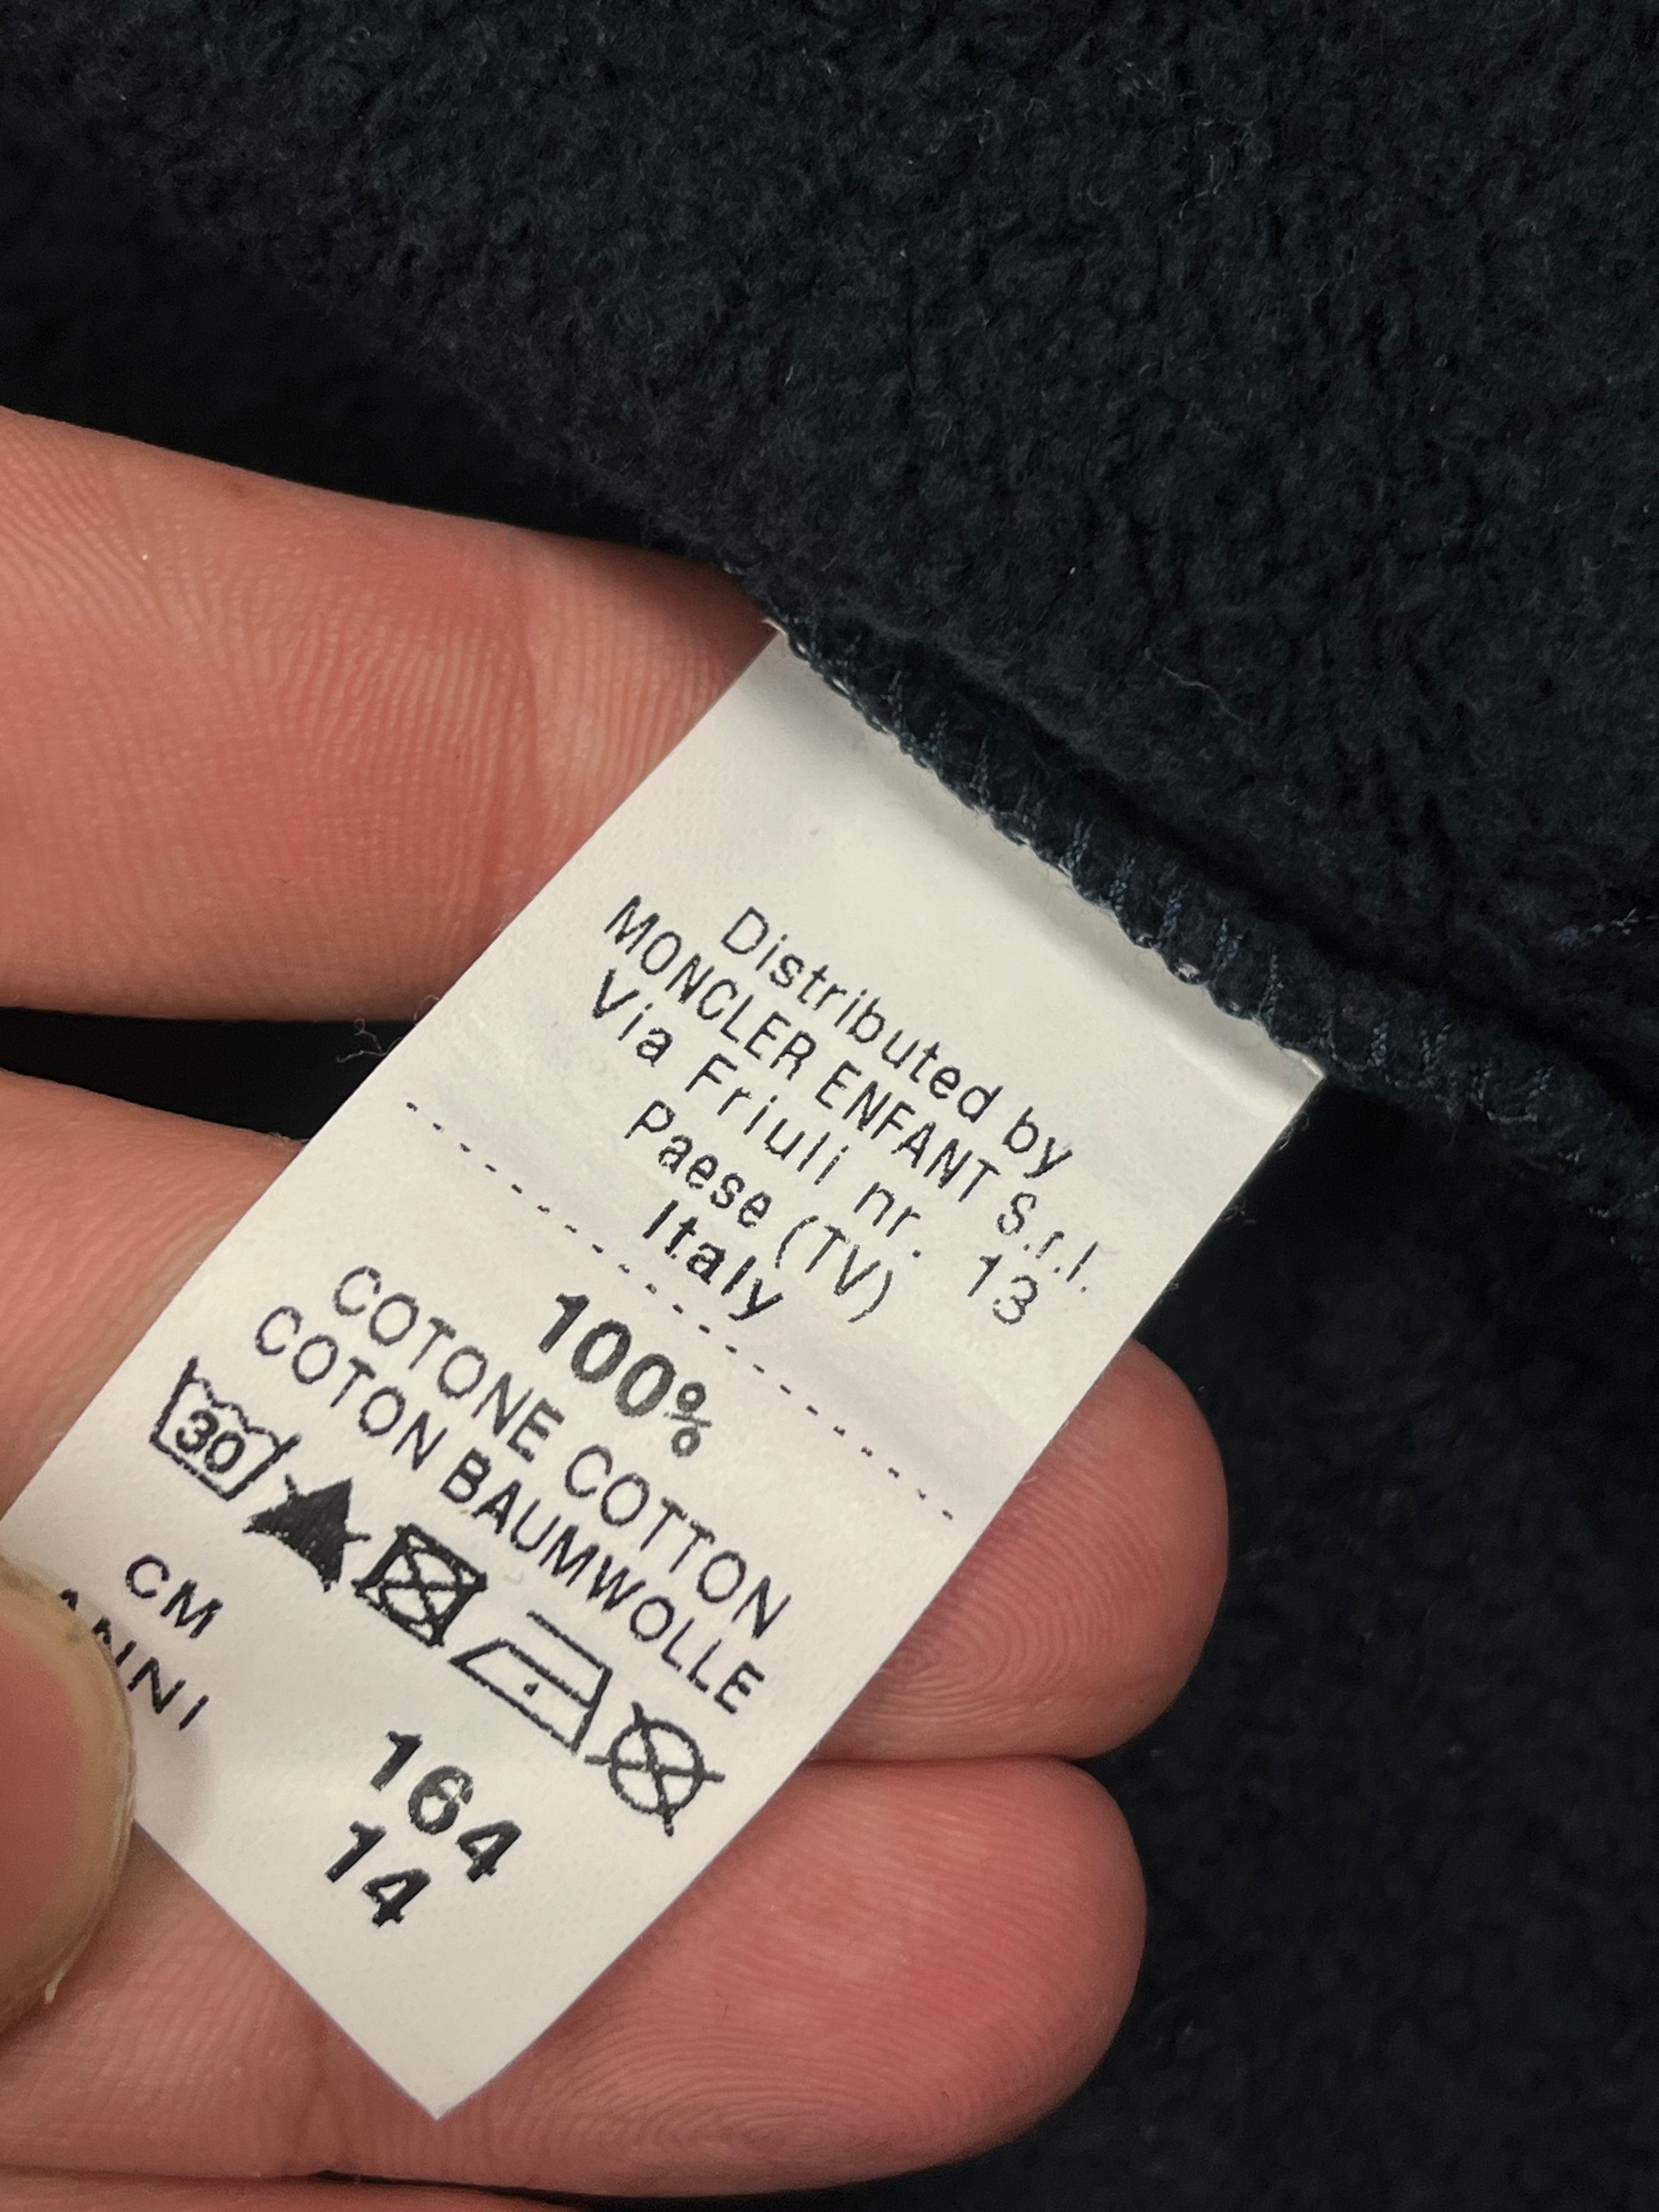 Distributed by
MONCLER ENFANT S.r.l.
Via Friuli nr. 13
Paese (TV)
Italy
100%
COTONE COTTON
COTON BAUMWOLLE
30
CM 164
ANNI 14